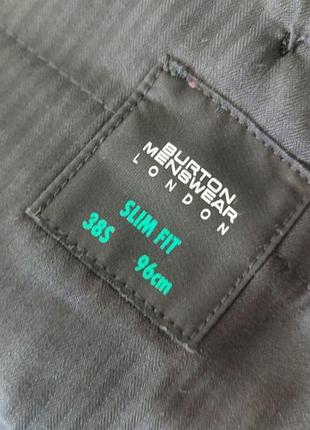 BURTON
MENSWEAR
LONDON
SLIM FIT
38S 96cm